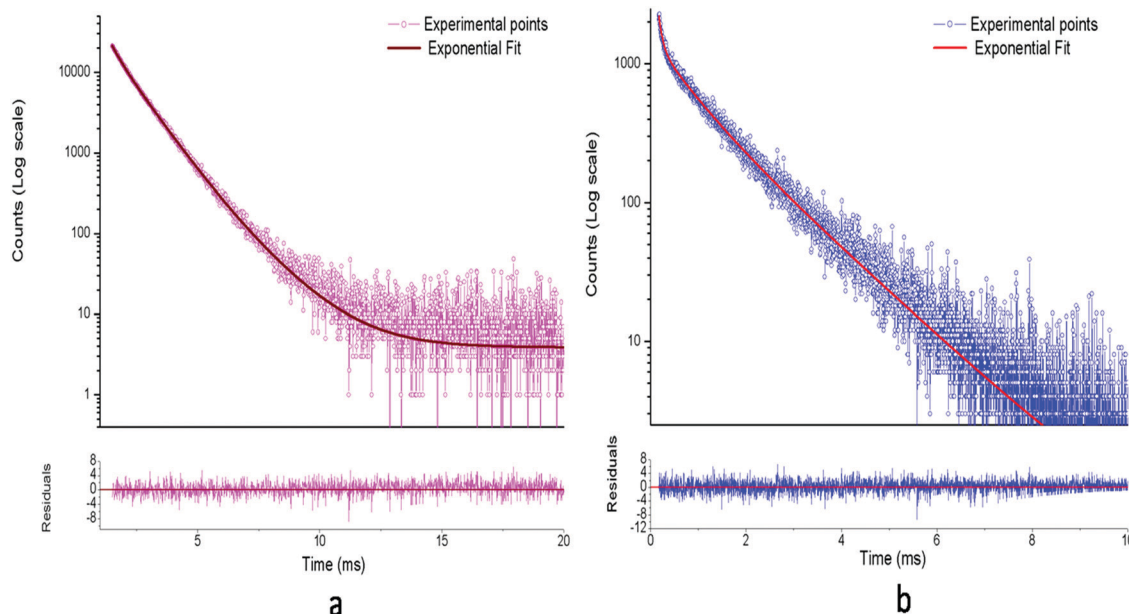 Experimental points
Exponential Fit
10000
1000
100
10
1
Counts (Log scale)
8
4
0
-4
-8
Residuals
5
10
15
20
Time (ms)
a
Experimental points
Exponential Fit
1000
100
10
Counts (Log scale)
8
4
0
-4
-8
-12
Residuals
0
2
4
6
8
10
Time (ms)
b